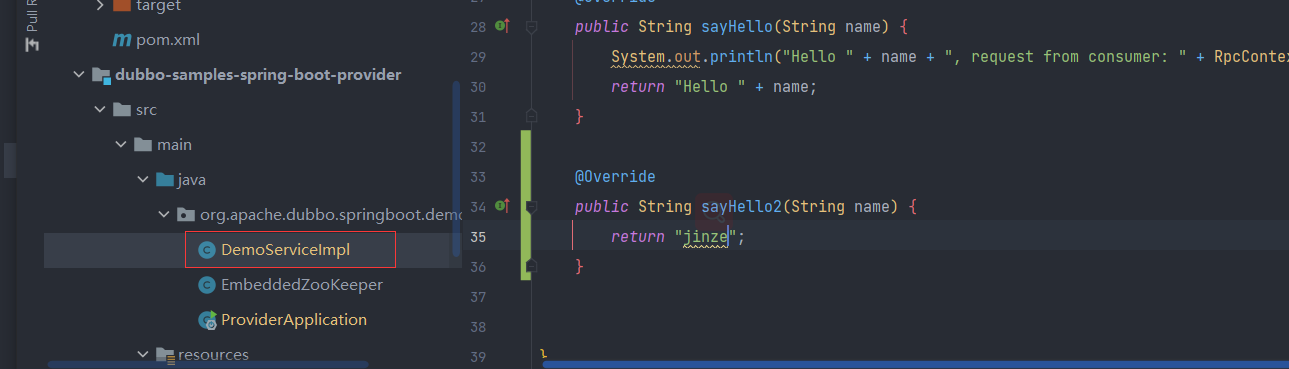 Pull R
target
pom.xml
dubbo-samples-spring-boot-provider
src
main
java
org.apache.dubbo.springboot.demo
DemoServiceImpl
EmbeddedZooKeeper
ProviderApplication
resources
27 @Override
28 public String sayHello(String name) {
29 System.out.println("Hello " + name + ", request from consumer: " + RpcContex
30 return "Hello " + name;
31 }
32
33 @Override
34 public String sayHello2(String name) {
35 return "jinze";
36 }
37
38
39 }